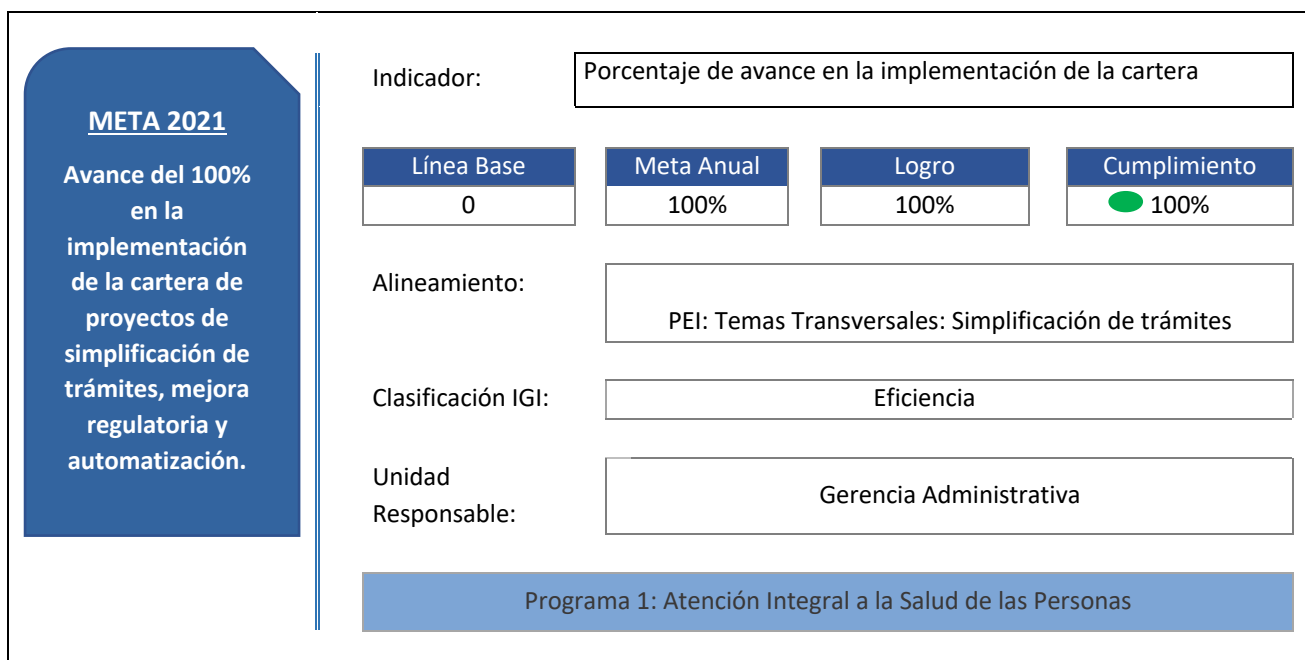 META 2021
Avance del 100%
en la
implementación
de la cartera de
proyectos de
simplificación de
trámites, mejora
regulatoria y
automatización.
Indicador:
Porcentaje de avance en la implementación de la cartera
Línea Base
Meta Anual
Logro
Cumplimiento
0
100%
100%
100%
Alineamiento:
PEI: Temas Transversales: Simplificación de trámites
Clasificación IGI:
Eficiencia
Unidad
Responsable:
Gerencia Administrativa
Programa 1: Atención Integral a la Salud de las Personas